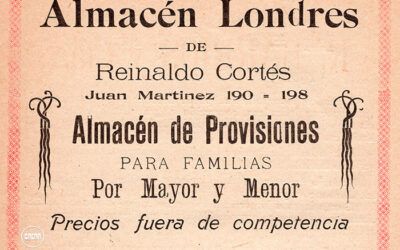 Almacén Londres
DE
Reinaldo Cortés
Juan Martinez 190 = 198
Almacén de Provisiones
PARA FAMILIAS
Por Mayor y Menor
Precios fuera de competencia